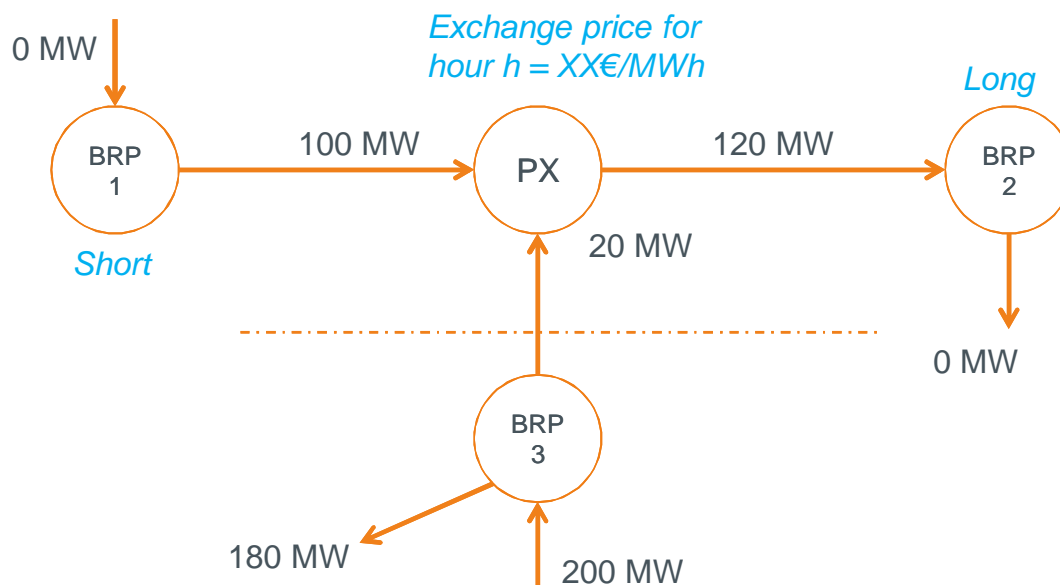 0 MW
Exchange price for
hour h = XX€/MWh
Long
BRP
1
100 MW
PX
120 MW
BRP
2
Short
20 MW
0 MW
BRP
3
180 MW
200 MW